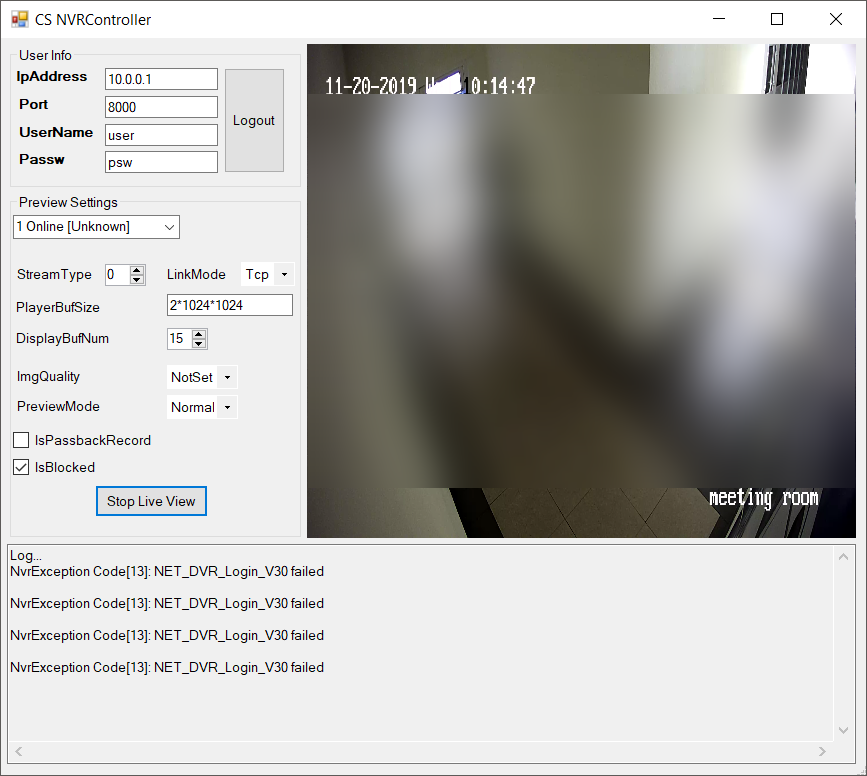 CS NVRController
User Info
IpAddress 10.0.0.1
Port 8000
UserName user
Passw psw
Logout
Preview Settings
1 Online [Unknown]
StreamType 0 LinkMode Tcp
PlayerBufSize 2*1024*1024
DisplayBufNum 15
ImgQuality NotSet
PreviewMode Normal
IsPassbackRecord
IsBlocked
Stop Live View
11-20-2019 10:14:47
meeting room
Log...
NvrException Code[13]: NET_DVR_Login_V30 failed
NvrException Code[13]: NET_DVR_Login_V30 failed
NvrException Code[13]: NET_DVR_Login_V30 failed
NvrException Code[13]: NET_DVR_Login_V30 failed